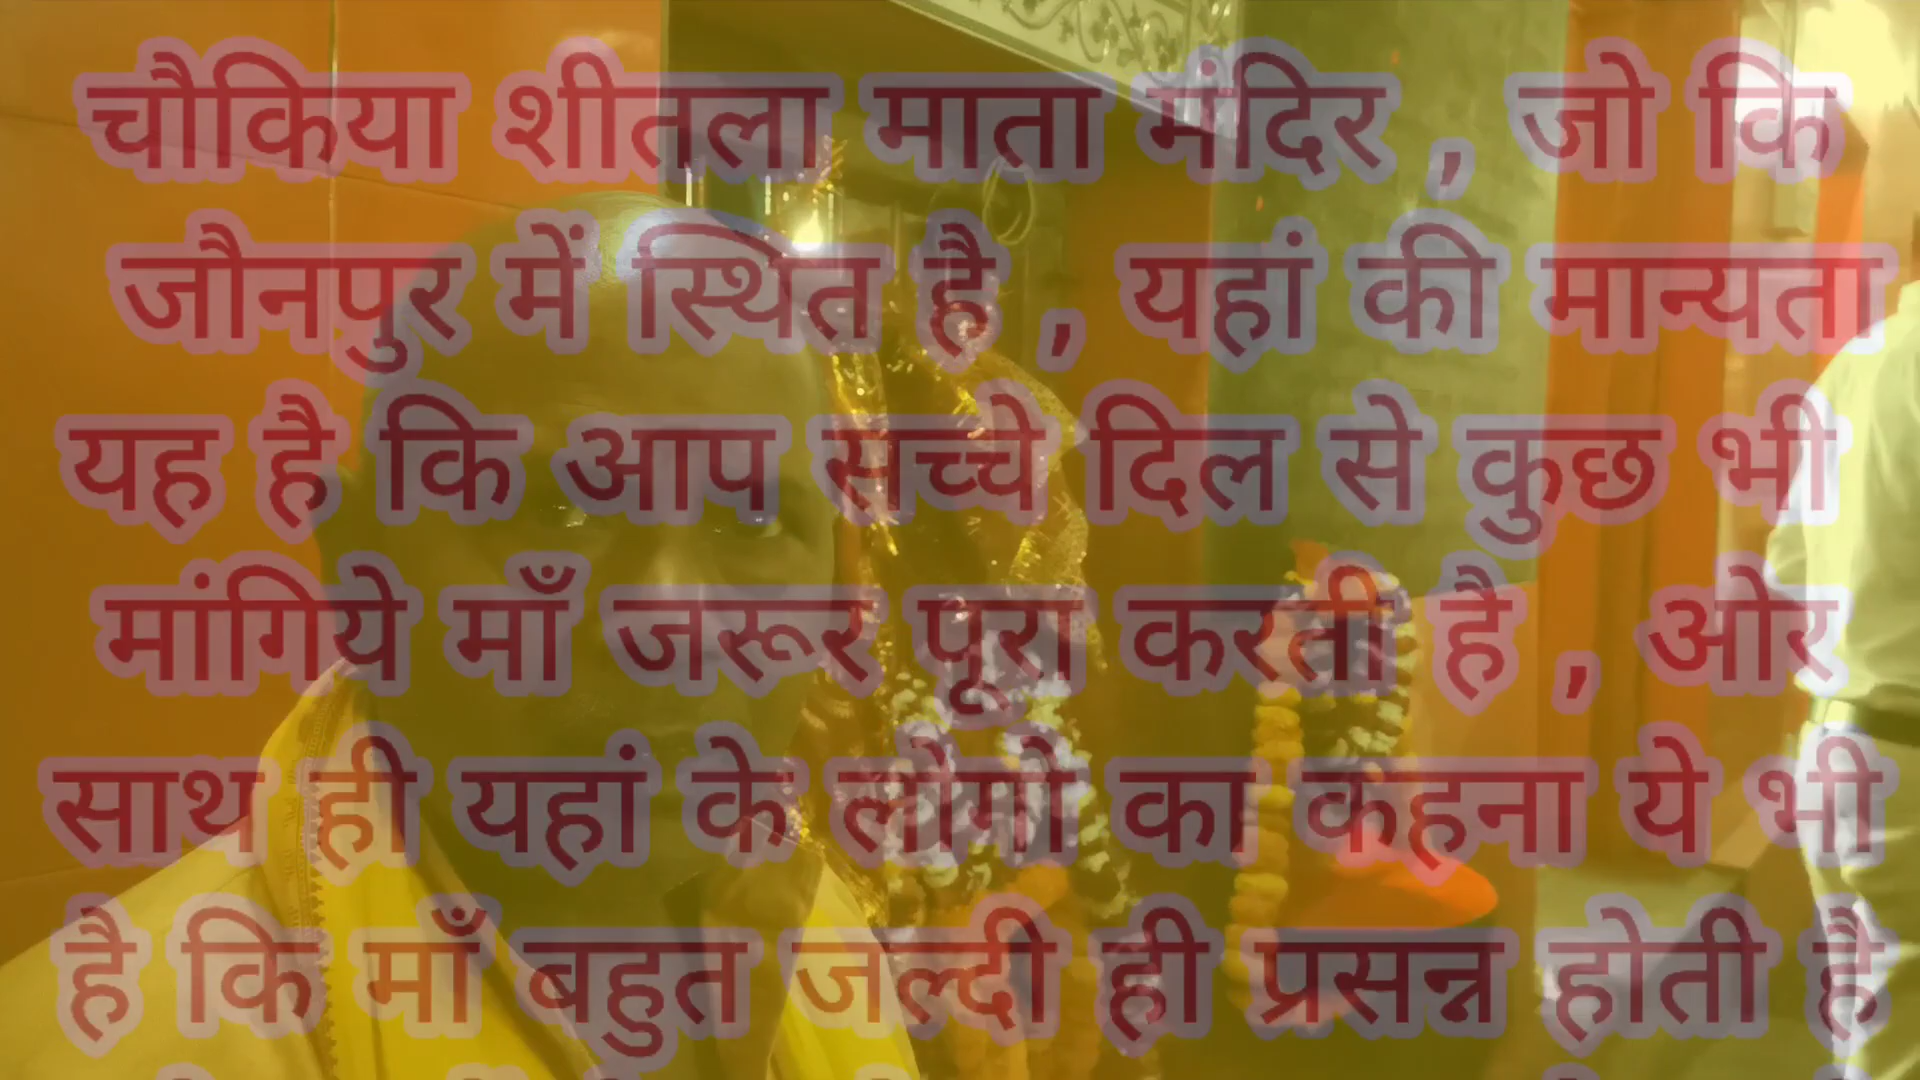 चौकिया शीतला माता मंदिर , जो कि
जौनपुर में स्थित है , यहां की मान्यता
यह है कि आप सच्चे दिल से कुछ भी
मांगिये माँ जरूर पूरा करती है , ओर
साथ ही यहां के लोगो का कहना ये भी
है कि माँ बहुत जल्दी ही प्रसन्न होती है